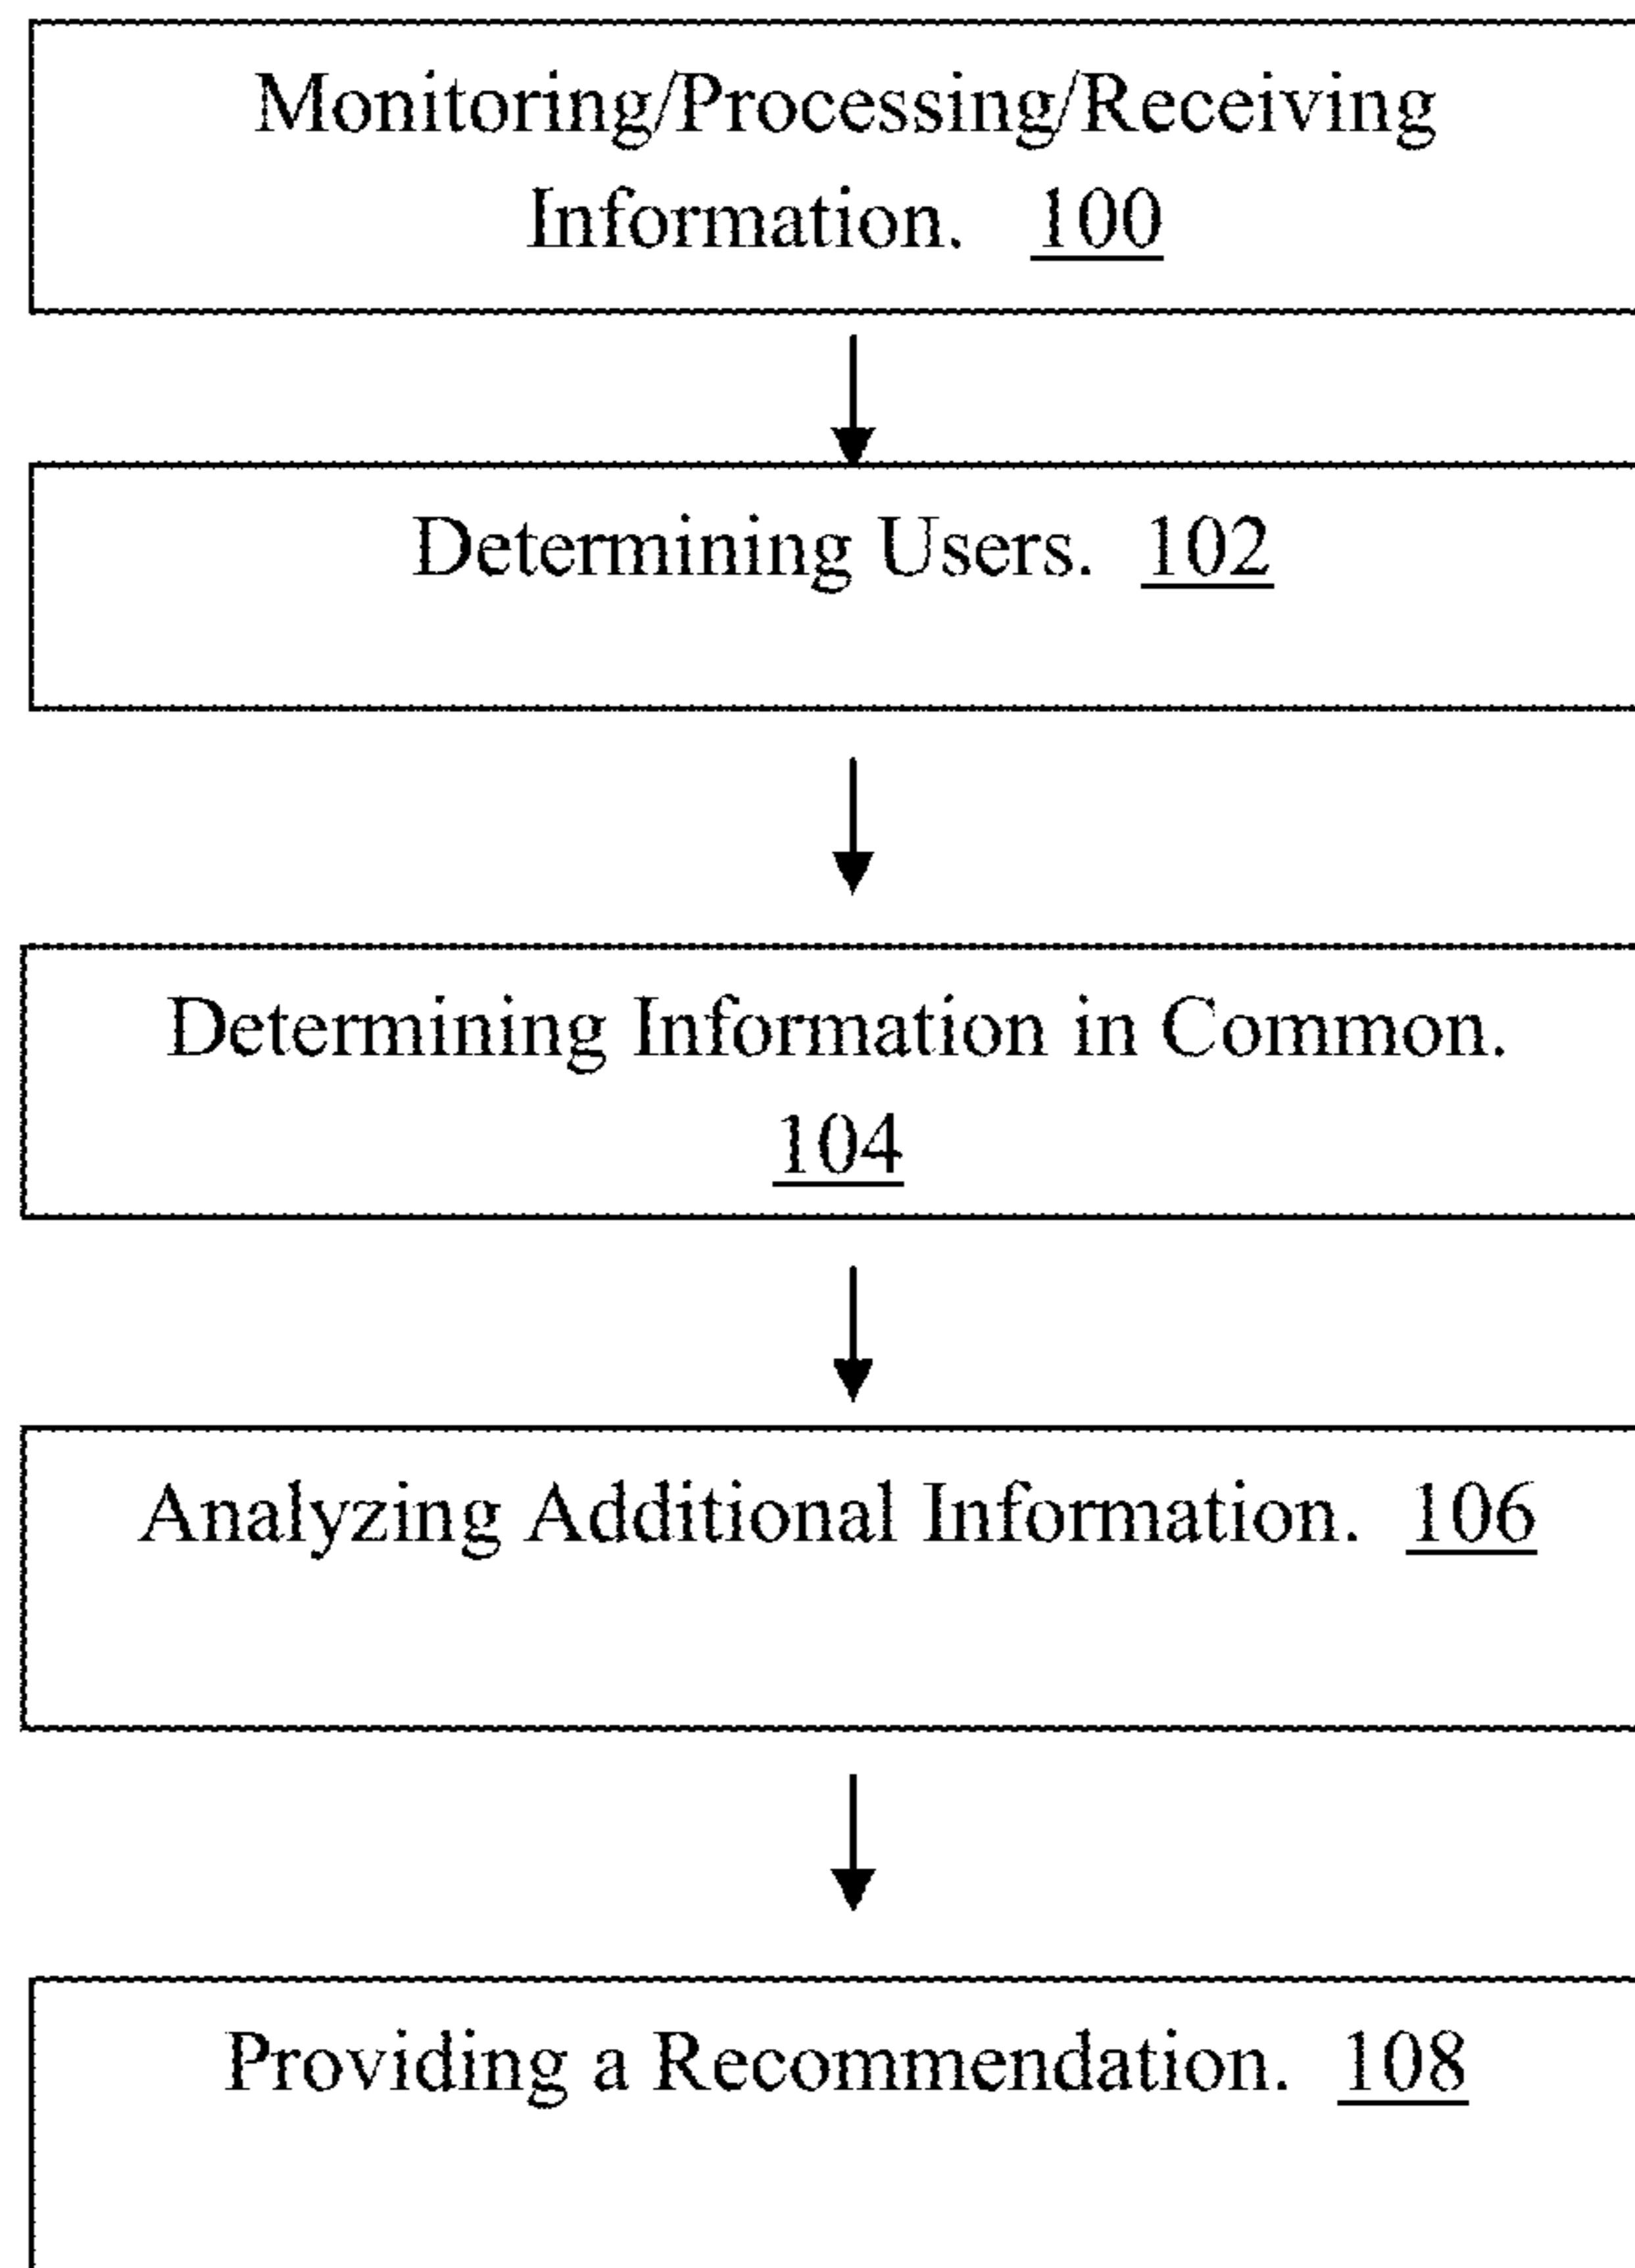 Monitoring/Processing/Receiving
Information. 100
Determining Users. 102
Determining Information in Common.
104
Analyzing Additional Information. 106
Providing a Recommendation. 108